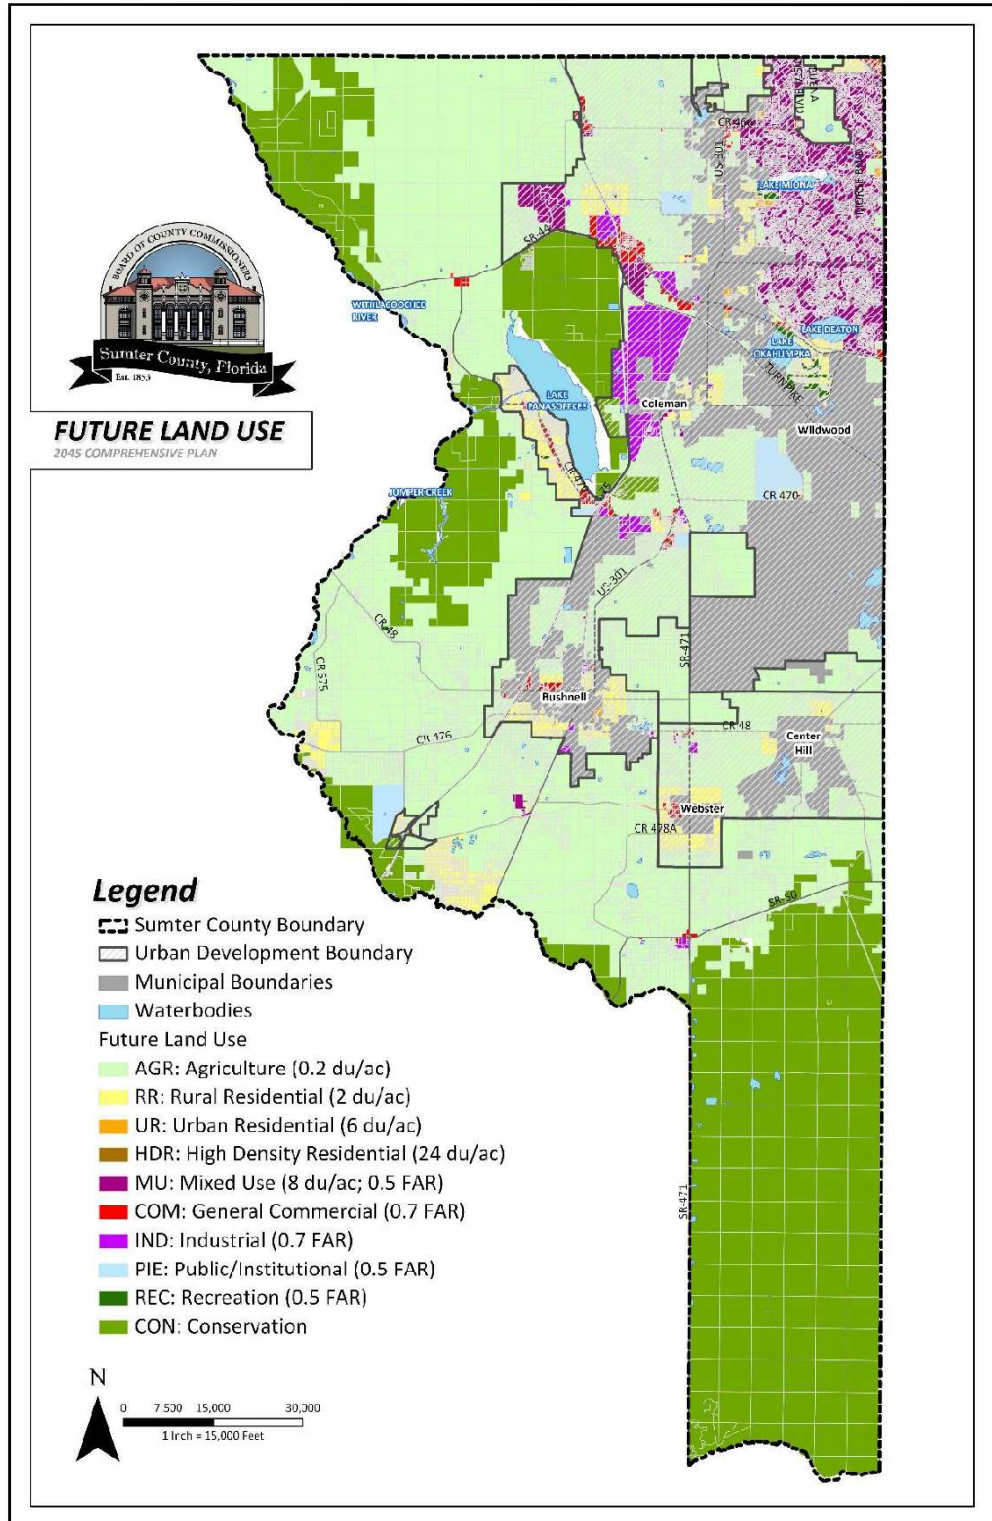 BOARD OF COUNTY COMMISSIONERS
Sumter County, Florida
Est. 1853
FUTURE LAND USE
2045 COMPREHENSIVE PLAN
CR-466
US-301
LAKE MIONA
SR-44
WITHLACOOCHEE
RIVER
LAKE DEATON
LAKE
OKAHUMPKA
TURNPIKE
LAKE
PANASOFFKEE
Coleman
Wildwood
CR 470
JUMPER CREEK
US-301
CR-48
CR 575
SR-471
Bushnell
CR 476
CR-48
Center
Hill
Webster
CR 478A
SR-50
SR-471
Legend
Sumter County Boundary
Urban Development Boundary
Municipal Boundaries
Waterbodies
Future Land Use
AGR: Agriculture (0.2 du/ac)
RR: Rural Residential (2 du/ac)
UR: Urban Residential (6 du/ac)
HDR: High Density Residential (24 du/ac)
MU: Mixed Use (8 du/ac; 0.5 FAR)
COM: General Commercial (0.7 FAR)
IND: Industrial (0.7 FAR)
PIE: Public/Institutional (0.5 FAR)
REC: Recreation (0.5 FAR)
CON: Conservation
N
0 7,500 15,000 30,000
1 Inch = 15,000 Feet